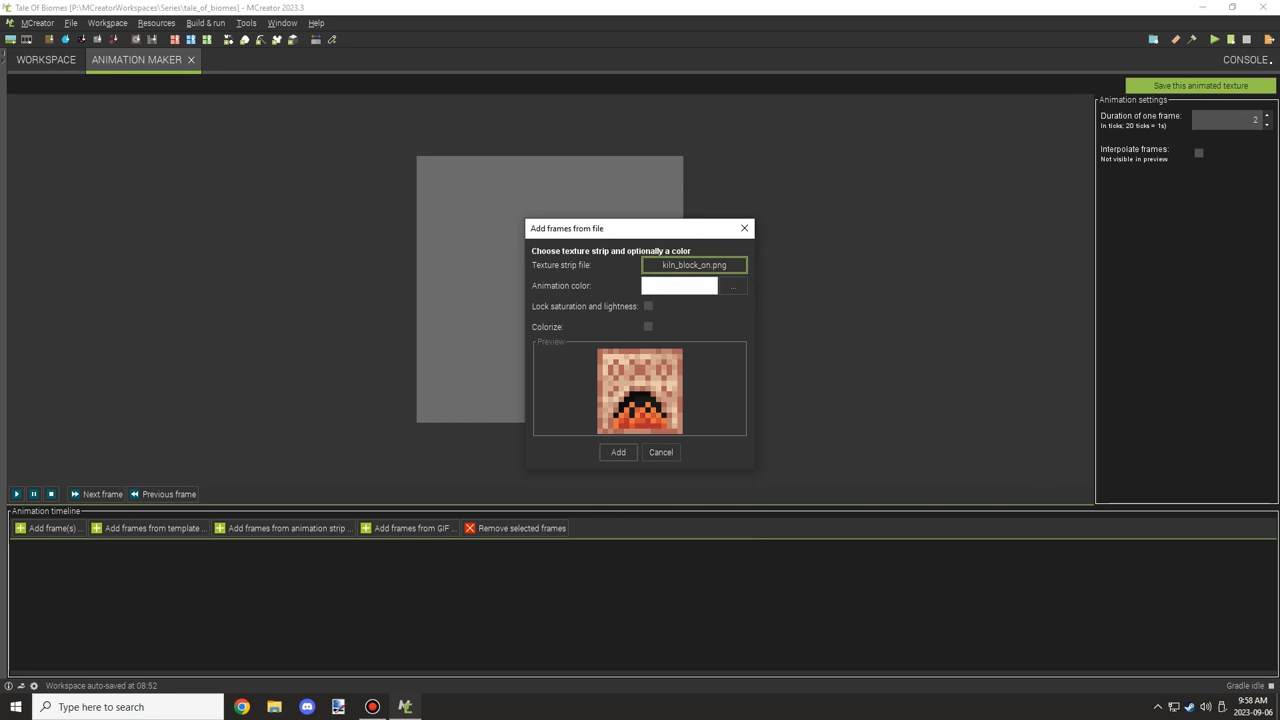 Tale Of Biomes [P:\MCreatorWorkspaces\Series\tale_of_biomes] - MCreator 2023.3
MCreator File Workspace Resources Build & run Tools Window Help
WORKSPACE ANIMATION MAKER CONSOLE
Save this animated texture
Animation settings
Duration of one frame: 2
In ticks; 20 ticks = 1s)
Interpolate frames:
Not visible in preview
Add frames from file
Choose texture strip and optionally a color
Texture strip file: kiln_block_on.png
Animation color: ...
Lock saturation and lightness:
Colorize:
Preview
Add Cancel
Next frame Previous frame
Animation timeline
Add frame(s) ... Add frames from template ... Add frames from animation strip ... Add frames from GIF ... Remove selected frames
Workspace auto-saved at 08:52 Gradle idle
Type here to search
9:58 AM
2023-09-06